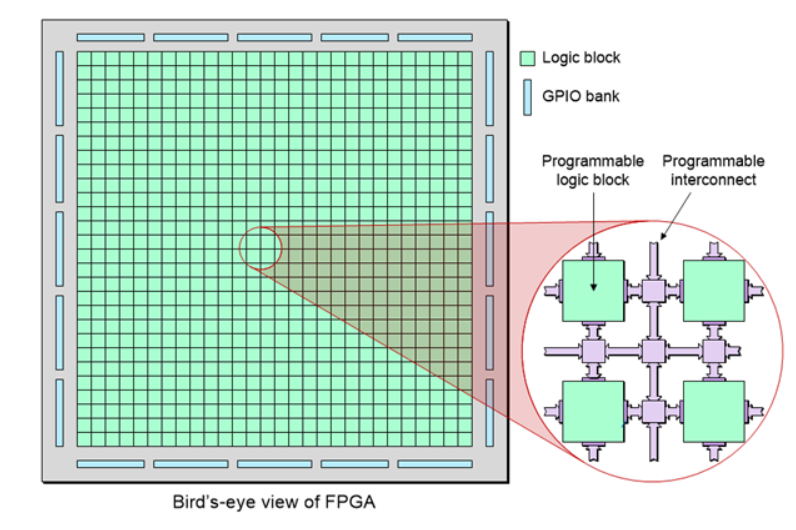 Logic block
GPIO bank
Programmable
logic block
Programmable
interconnect
Bird's-eye view of FPGA